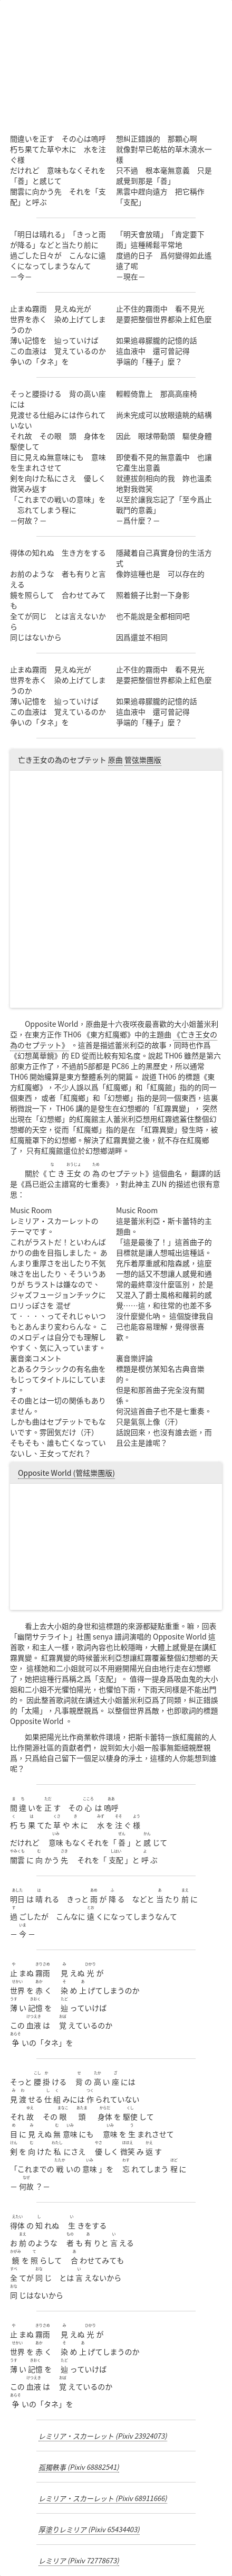 間違いを正す　その心は嗚呼
朽ち果てた草や木に　水を注
ぐ様
だけれど　意味もなくそれを
「善」と感じて
闇雲に向かう先　それを「支
配」と呼ぶ
想糾正錯誤的　那顆心啊
就像對早已乾枯的草木澆水一
樣
只不過　根本毫無意義　只是
感覺到那是「善」
黑雲中趕向遠方　把它稱作
「支配」
「明日は晴れる」　「きっと雨
が降る」などと当たり前に
過ごした日々が　こんなに遠
くになってしまうなんて
－今－
「明天會放晴」　「肯定要下
雨」這種稀鬆平常地
度過的日子　爲何變得如此遙
遠了呢
－現在－
止まぬ霧雨　見えぬ光が
世界を赤く　染め上げてしま
うのか
薄い記憶を　辿っていけば
この血液は　覚えているのか
争いの「タネ」を
止不住的霧雨中　看不見光
是要把整個世界都染上紅色麼
如果追尋朦朧的記憶的話
這血液中　還可曾記得
爭端的「種子」麼？
そっと腰掛ける　背の高い座
には
見渡せる仕組みには作られて
いない
それ故　その眼　頭　身体を
駆使して
目に見えぬ無意味にも　意味
を生まれさせて
剣を向けた私にさえ　優しく
微笑み返す
「これまでの戦いの意味」を
　忘れてしまう程に
－何故？－
輕輕倚靠上　那高高座椅
尚未完成可以放眼遠眺的結構
因此　眼球帶動頭　驅使身體
即使看不見的無意義中　也讓
它產生出意義
就連拔劍相向的我　妳也溫柔
地對我微笑
以至於讓我忘記了「至今爲止
戰鬥的意義」
－爲什麼？－
得体の知れぬ　生き方をする
お前のような　者も有りと言
える
鏡を照らして　合わせてみて
も
全てが同じ　とは言えないか
ら
同じはないから
隱藏着自己真實身份的生活方
式
像妳這種也是　可以存在的
照着鏡子比對一下身影
也不能說是全都相同吧
因爲還並不相同
止まぬ霧雨　見えぬ光が
世界を赤く　染め上げてしま
うのか
薄い記憶を　辿っていけば
この血液は　覚えているのか
争いの「タネ」を
止不住的霧雨中　看不見光
是要把整個世界都染上紅色麼
如果追尋朦朧的記憶的話
這血液中　還可曾記得
爭端的「種子」麼？
亡き王女の為のセプテット 原曲 管弦樂團版
Opposite World，原曲是十六夜咲夜最喜歡的大小姐蕾米利
亞，在東方正作 TH06 《東方紅魔鄉》中的主題曲 《亡き王女の
為のセプテット》。這首是描述蕾米利亞的故事，同時也作爲
《幻想萬華鏡》的 ED 從而比較有知名度。說起 TH06 雖然是第六
部東方正作了，不過前5部都是 PC86 上的黑歷史，所以通常
TH06 開始纔算是東方整體系列的開篇。 說道 TH06 的標題《東方
紅魔鄉》，不少人誤以爲「紅魔鄉」和「紅魔館」指的的同一
個東西， 或者「紅魔鄉」和「幻想鄉」指的是同一個東西，這裏
稍微說一下， TH06 講的是發生在幻想鄉的「紅霧異變」， 突然
出現在「幻想鄉」的紅魔館主人蕾米利亞想用紅霧遮蓋住整個幻
想鄉的天空，從而「紅魔鄉」指的是在 「紅霧異變」發生時，被
紅魔籠罩下的幻想鄉。解決了紅霧異變之後，就不存在紅魔鄉
了， 只有紅魔館還位於幻想鄉湖畔。
關於《 亡き 王女の 為のセプテット》這個曲名， 翻譯的話
是《爲已逝公主譜寫的七重奏》， 對此神主 ZUN 的描述也很有意
思：
Music Room
レミリア・スカーレットの
テーマです。
これがラストだ！といわんば
かりの曲を目指しました。 あ
んまり重厚さを出したり不気
味さを出したり、そういうあ
りが ちラストは嫌なので、
ジャズフュージョンチックに
ロリっぽさを 混ぜ
て・・・・ってそれじゃいつ
もとあんまり変わらんな。 こ
のメロディは自分でも理解し
やすく、気に入っています。
裏音楽コメント
とあるクラシックの有名曲を
もじってタイトルにしていま
す。
その曲とは一切の関係もあり
ません。
しかも曲はセプテットでもな
いです。雰囲気だけ（汗）
そもそも、誰も亡くなってい
ないし、王女ってだれ？
Music Room
這是蕾米利亞・斯卡蕾特的主
題曲。
「這是最後了！」這首曲子的
目標就是讓人想喊出這種話。
充斥着厚重感和陰森感，這麼
一想的話又不想讓人感覺和通
常的最終章沒什麼區別， 於是
又混入了爵士風格和蘿莉的感
覺……這，和往常的也差不多
沒什麼變化吶。 這個旋律我自
己也能容易理解，覺得很喜
歡。
裏音樂評論
標題是模仿某知名古典音樂
的。
但是和那首曲子完全沒有關
係。
何況這首曲子也不是七重奏。
只是氣氛上像（汗）
話說回來，也沒有誰去逝，而
且公主是誰呢？
Opposite World (管絃樂團版)
看上去大小姐的身世和這標題的來源都疑點重重。嘛，回表
「幽閉サテライト」社團 senya 譜詞演唱的 Opposite World 這
首歌，和主人一樣，歌詞內容也比較隱晦，大體上感覺是在講紅
霧異變。 紅霧異變的時候蕾米利亞想讓紅霧覆蓋整個幻想鄉的天
空， 這樣她和二小姐就可以不用避開陽光自由地行走在幻想鄉
了，她把這種行爲稱之爲「支配」。 值得一提身爲吸血鬼的大小
姐和二小姐不光懼怕陽光，也懼怕下雨，下雨天同樣是不能出門
的。 因此整首歌詞就在講述大小姐蕾米利亞爲了同類，糾正錯誤
的「太陽」，凡事親歷親爲。 以整個世界爲敵，也即歌詞的標題
Opposite World 。
如果把陽光比作商業軟件環境，把斯卡蕾特一族紅魔館的人
比作開源社區的貢獻者們， 說到如大小姐一般事無鉅細親歷親
爲，只爲給自己留下一個足以棲身的淨土，這樣的人你能想到誰
呢？
間違いを正す　その心は嗚呼
朽ち果てた草や木に　水を注ぐ様
だけれど　意味もなくそれを「善」と感じて
闇雲に向かう先　それを「支配」と呼ぶ
明日は晴れる　きっと雨が降る　などと当たり前に
過ごしたが　こんなに遠くになってしまうなんて
－今－
止まぬ霧雨　見えぬ光が
世界を赤く　染め上げてしまうのか
薄い記憶を　辿っていけば
この血液は　覚えているのか
争いの「タネ」を
そっと腰掛ける　背の高い座には
見渡せる仕組みには作られていない
それ故　その眼　頭　身体を駆使して
目に見えぬ無意味にも　意味を生まれさせて
剣を向けた私にさえ　優しく微笑み返す
「これまでの戦いの意味」を　忘れてしまう程に
－何故？－
得体の知れぬ　生きをする
お前のような　者も有りと言える
鏡を照らして　合わせてみても
全てが同じ　とは言えないから
同じはないから
止まぬ霧雨　見えぬ光が
世界を赤く　染め上げてしまうのか
薄い記憶を　辿っていけば
この血液は　覚えているのか
争いの「タネ」を
レミリア・スカーレット (Pixiv 23924073)
孤獨執事 (Pixiv 68882541)
レミリア・スカーレット (Pixiv 68911666)
厚塗りレミリア (Pixiv 65434403)
レミリア (Pixiv 72778673)